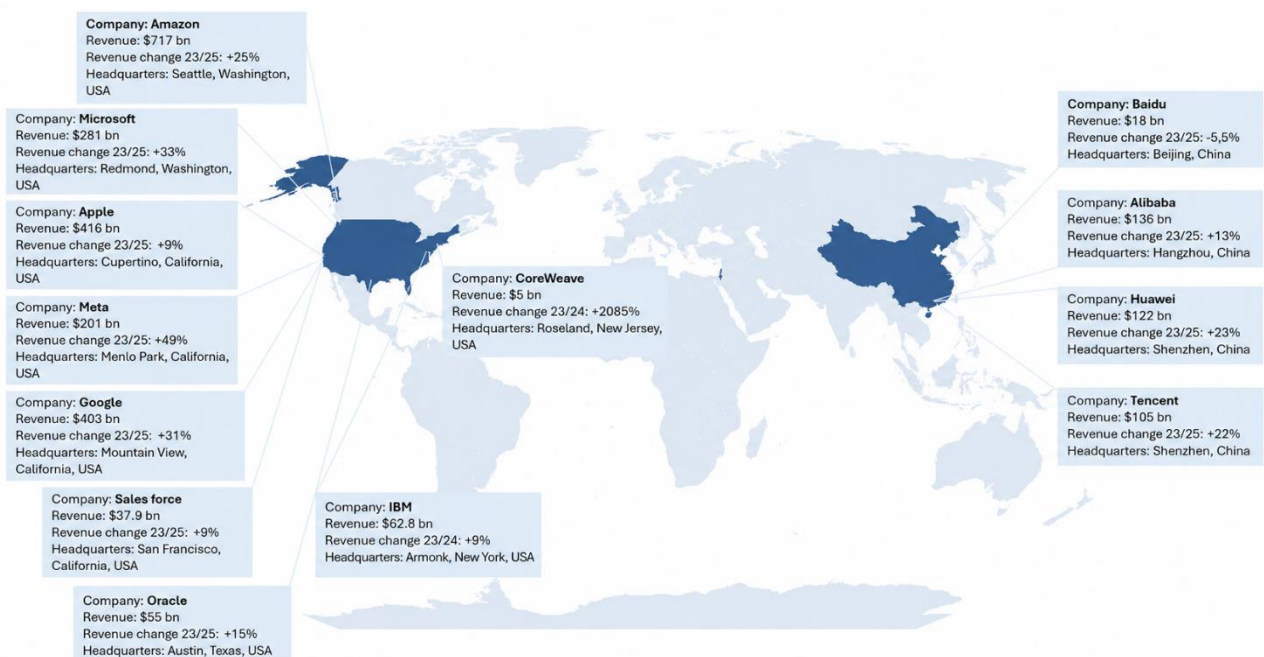 Company: Amazon
Revenue: $717 bn
Revenue change 23/25: +25%
Headquarters: Seattle, Washington,
USA
Company: Microsoft
Revenue: $281 bn
Revenue change 23/25: +33%
Headquarters: Redmond, Washington,
USA
Company: Apple
Revenue: $416 bn
Revenue change 23/25: +9%
Headquarters: Cupertino, California,
USA
Company: Meta
Revenue: $201 bn
Revenue change 23/25: +49%
Headquarters: Menlo Park, California,
USA
Company: Google
Revenue: $403 bn
Revenue change 23/25: +31%
Headquarters: Mountain View,
California, USA
Company: Sales force
Revenue: $37.9 bn
Revenue change 23/25: +9%
Headquarters: San Francisco,
California, USA
Company: Oracle
Revenue: $55 bn
Revenue change 23/25: +15%
Headquarters: Austin, Texas, USA
Company: IBM
Revenue: $62.8 bn
Revenue change 23/24: +9%
Headquarters: Armonk, New York, USA
Company: CoreWeave
Revenue: $5 bn
Revenue change 23/24: +2085%
Headquarters: Roseland, New Jersey,
USA
Company: Baidu
Revenue: $18 bn
Revenue change 23/25: -5,5%
Headquarters: Beijing, China
Company: Alibaba
Revenue: $136 bn
Revenue change 23/25: +13%
Headquarters: Hangzhou, China
Company: Huawei
Revenue: $122 bn
Revenue change 23/25: +23%
Headquarters: Shenzhen, China
Company: Tencent
Revenue: $105 bn
Revenue change 23/25: +22%
Headquarters: Shenzhen, China